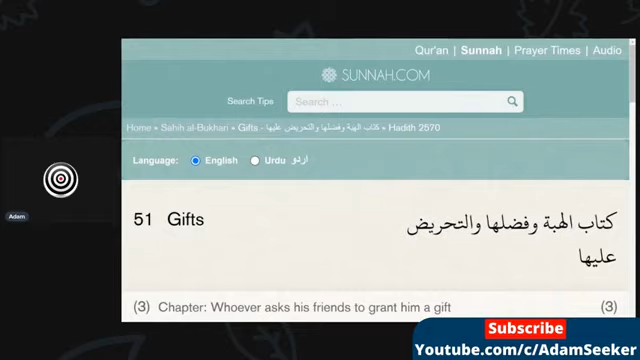 Qur'an | Sunnah | Prayer Times | Audio
SUNNAH.COM
Search Tips Search ...
Home » Sahih al-Bukhari » Gifts - كتاب الهبة وفضلها والتحريض عليها » Hadith 2570
Language: English Urdu اردو
51 Gifts كتاب الهبة وفضلها والتحريض
عليها
Adam
(3) Chapter: Whoever asks his friends to grant him a gift (3)
Subscribe
Youtube.com/c/AdamSeeker